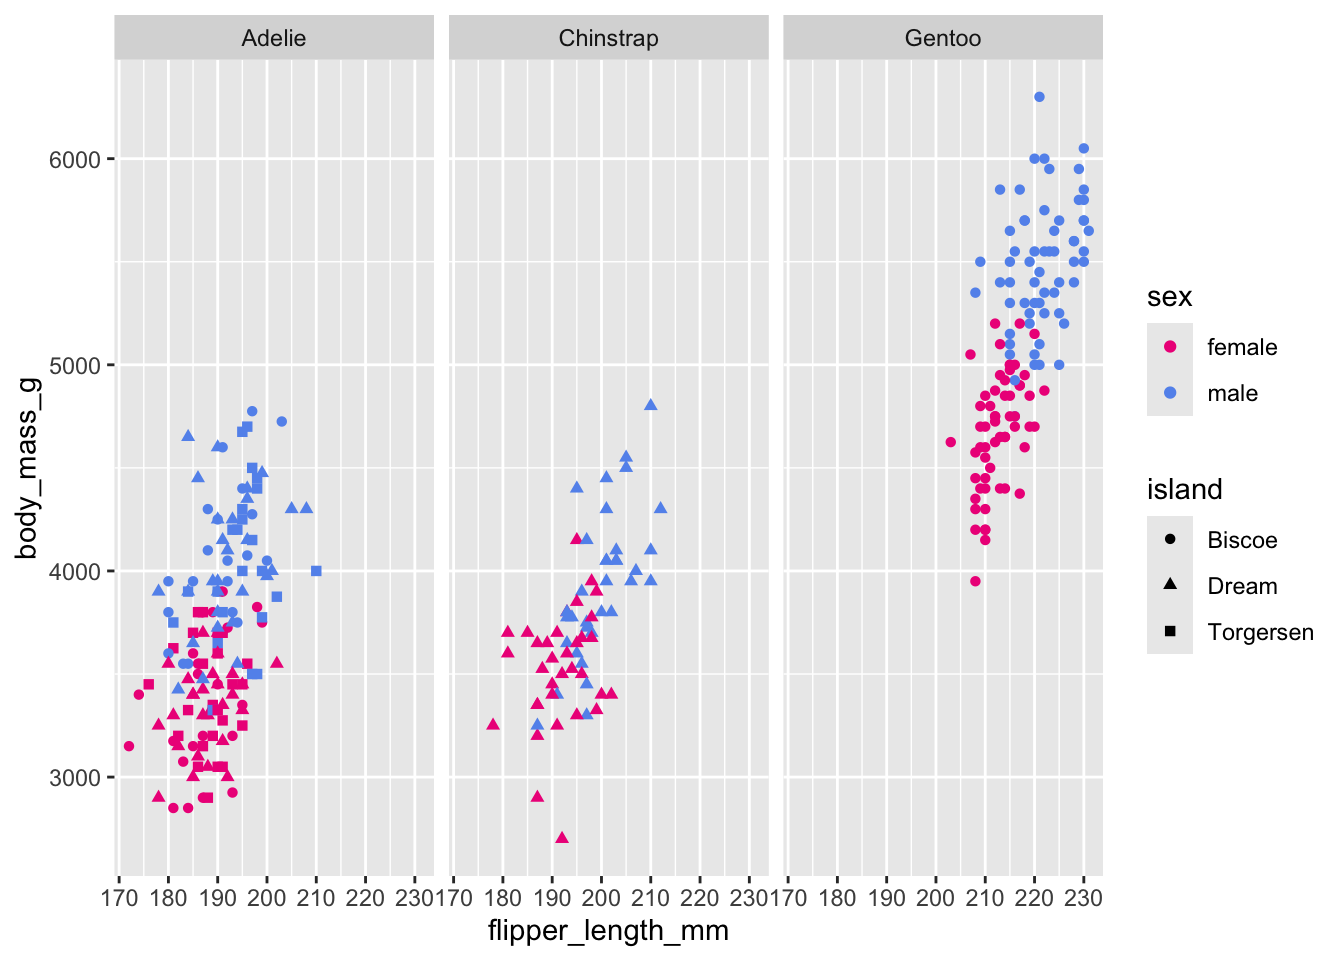 Adelie
Chinstrap
Gentoo
body_mass_g
6000
5000
4000
3000
170 180 190 200 210 220 230
170 180 190 200 210 220 230
170 180 190 200 210 220 230
flipper_length_mm
sex
female
male
island
Biscoe
Dream
Torgersen